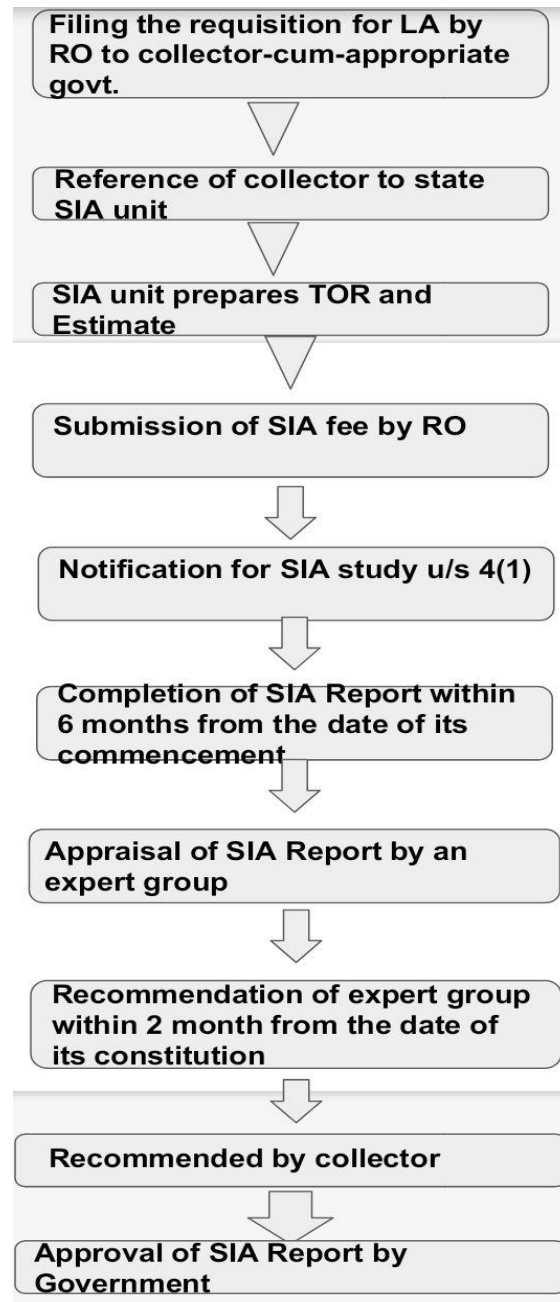 Filing the requisition for LA by
RO to collector-cum-appropriate
govt.
Reference of collector to state
SIA unit
SIA unit prepares TOR and
Estimate
Submission of SIA fee by RO
Notification for SIA study u/s 4(1)
Completion of SIA Report within
6 months from the date of its
commencement
Appraisal of SIA Report by an
expert group
Recommendation of expert group
within 2 month from the date of
its constitution
Recommended by collector
Approval of SIA Report by
Government